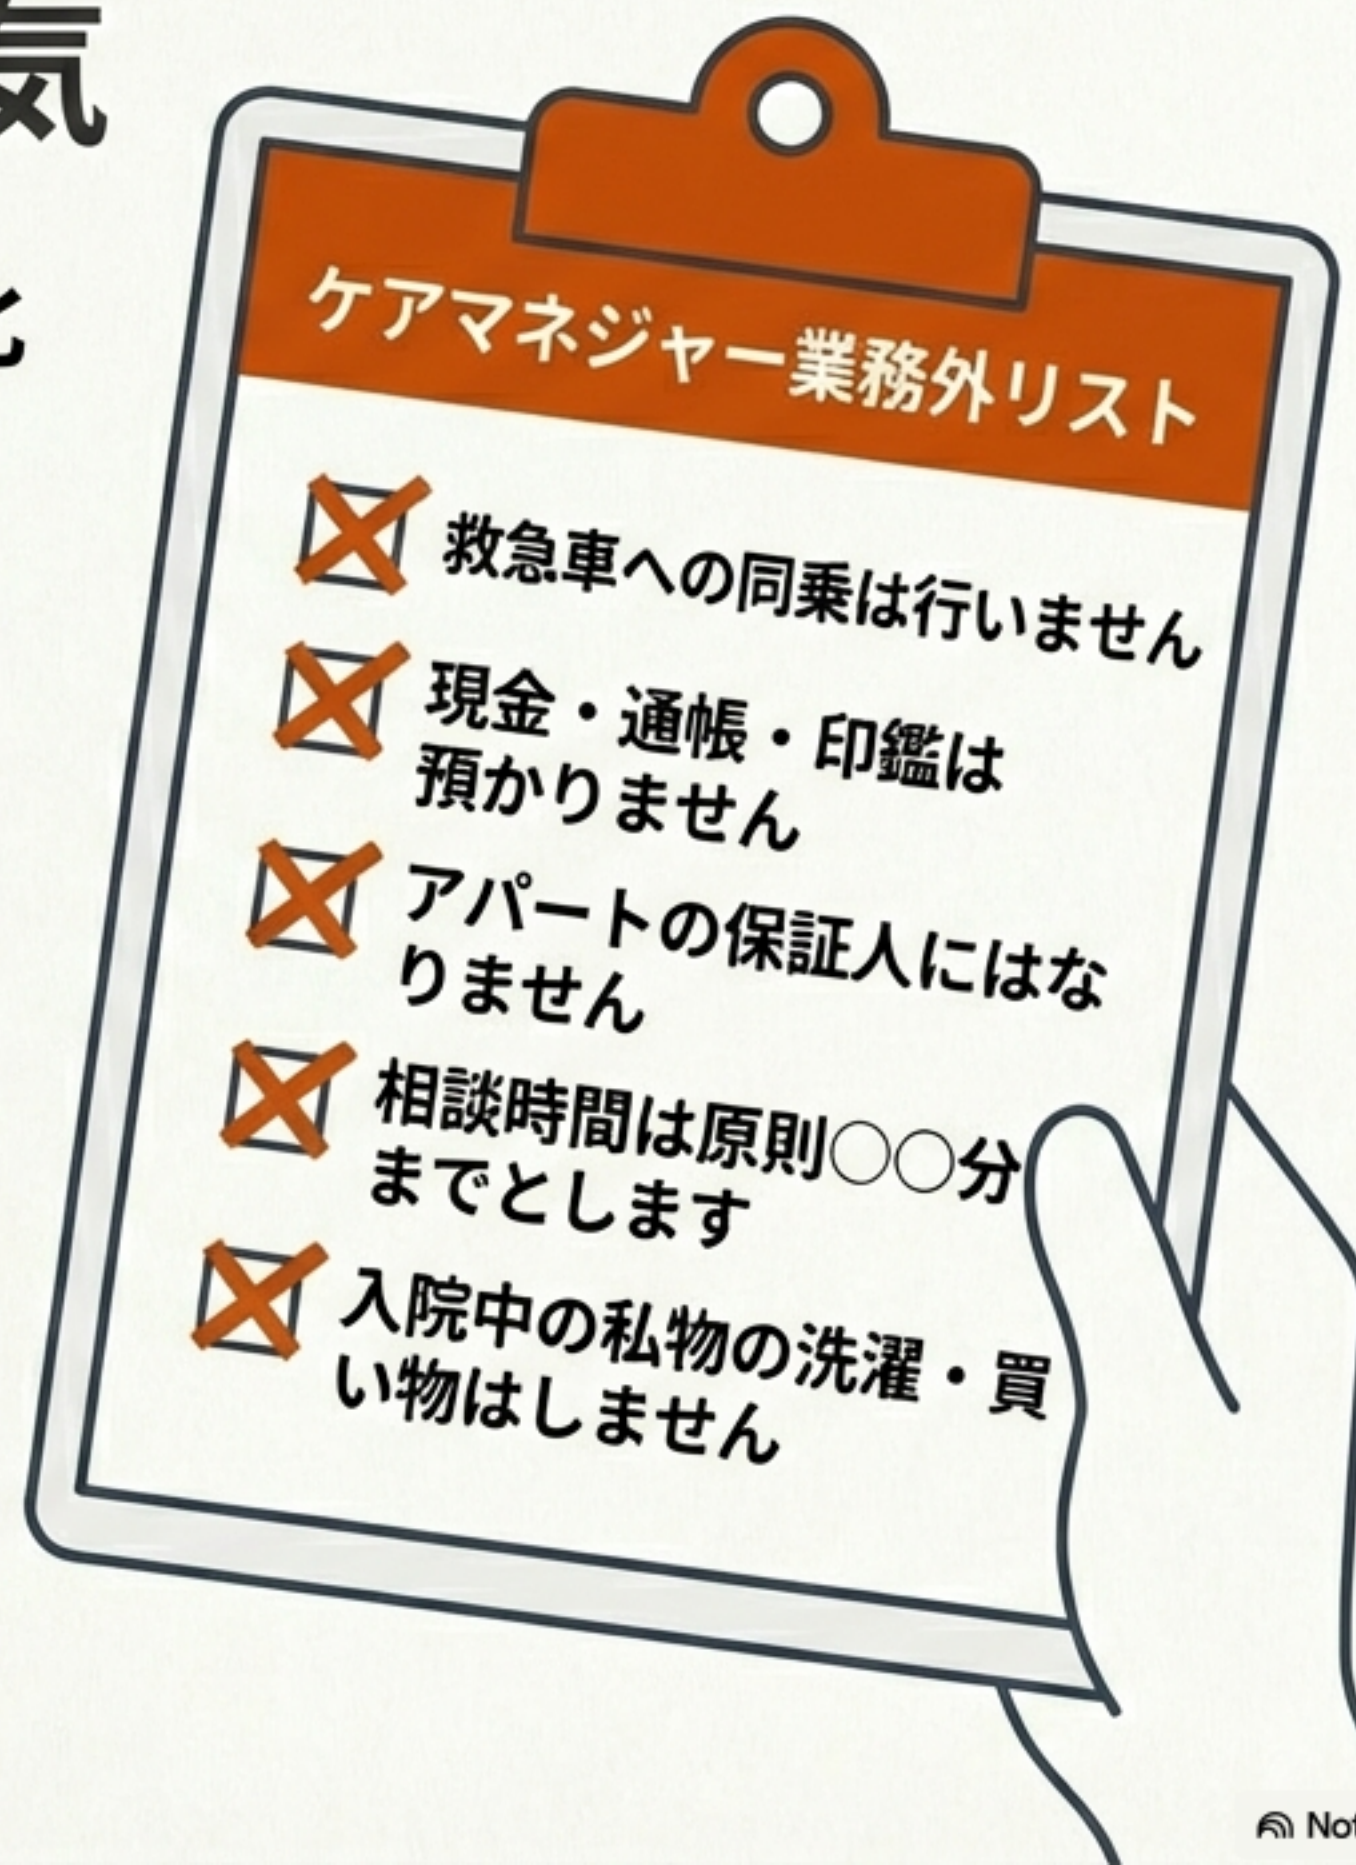 気
ケアマネジャー業務外リスト
救急車への同乗は行いません
現金・通帳・印鑑は
預かりません
アパートの保証人にはな
りません
相談時間は原則○○分
までとします
入院中の私物の洗濯・買
い物はしません
Not